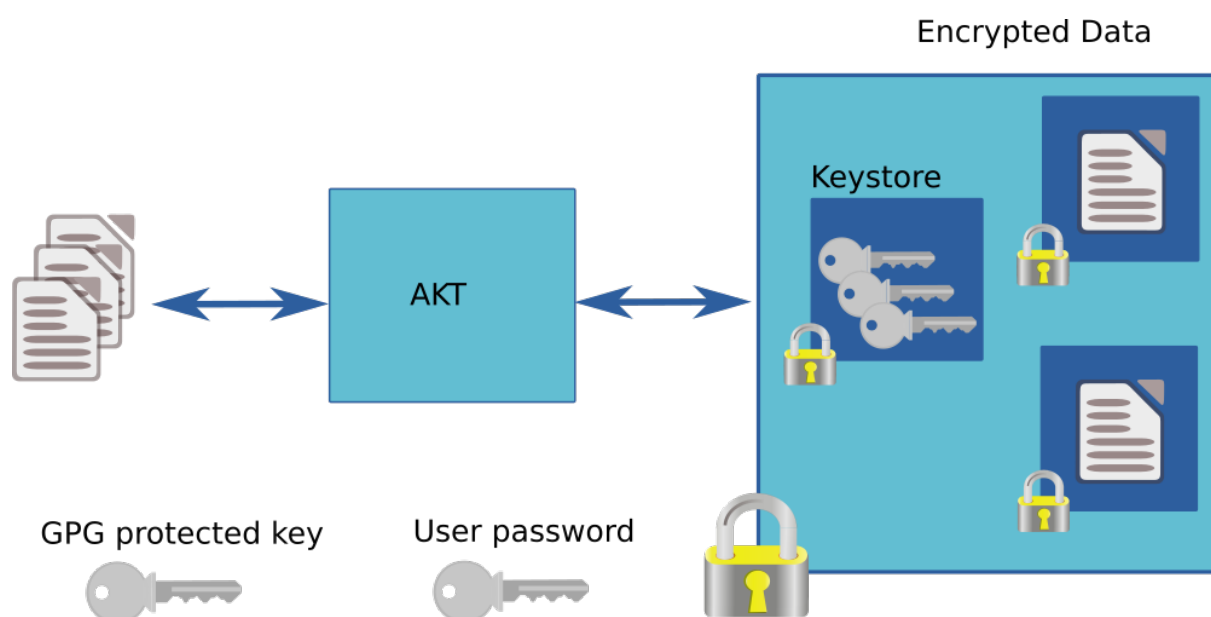 Encrypted Data
Keystore
AKT
GPG protected key
User password